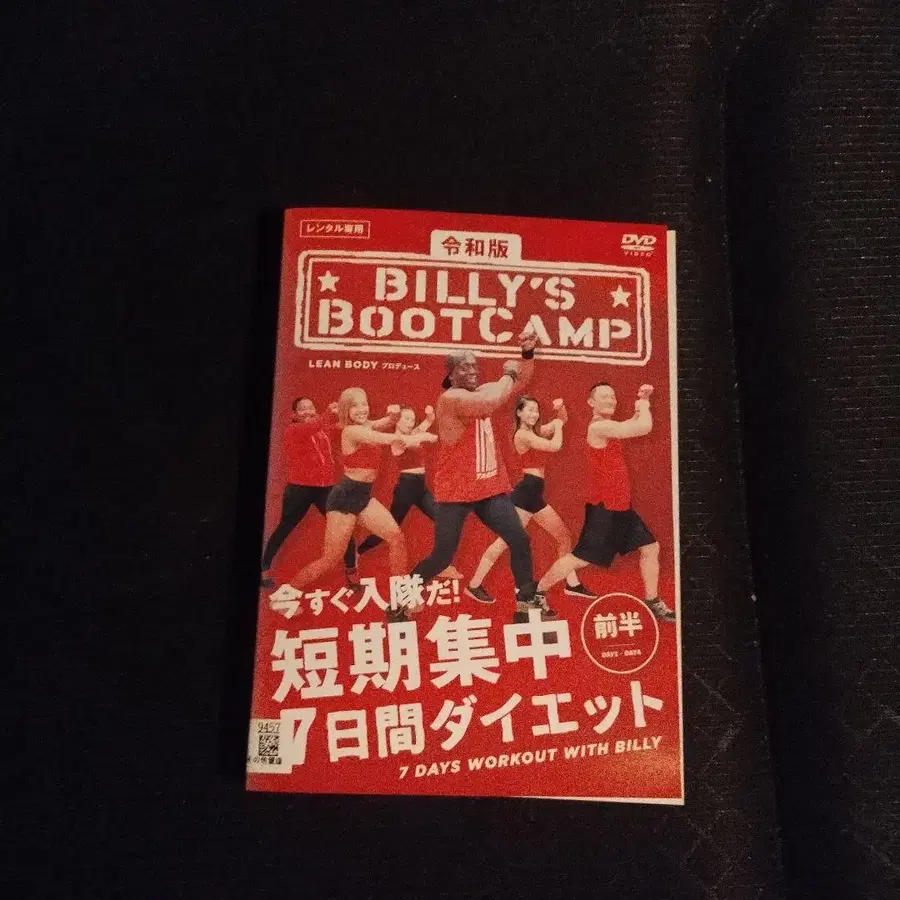 レンタル専用
令和版
DVD
VIDEO
BILLY'S
BOOTCAMP
LEAN BODY プロデュース
今すぐ入隊だ!
短期集中
前半
7日間ダイエット
7 DAYS WORKOUT WITH BILLY
9457